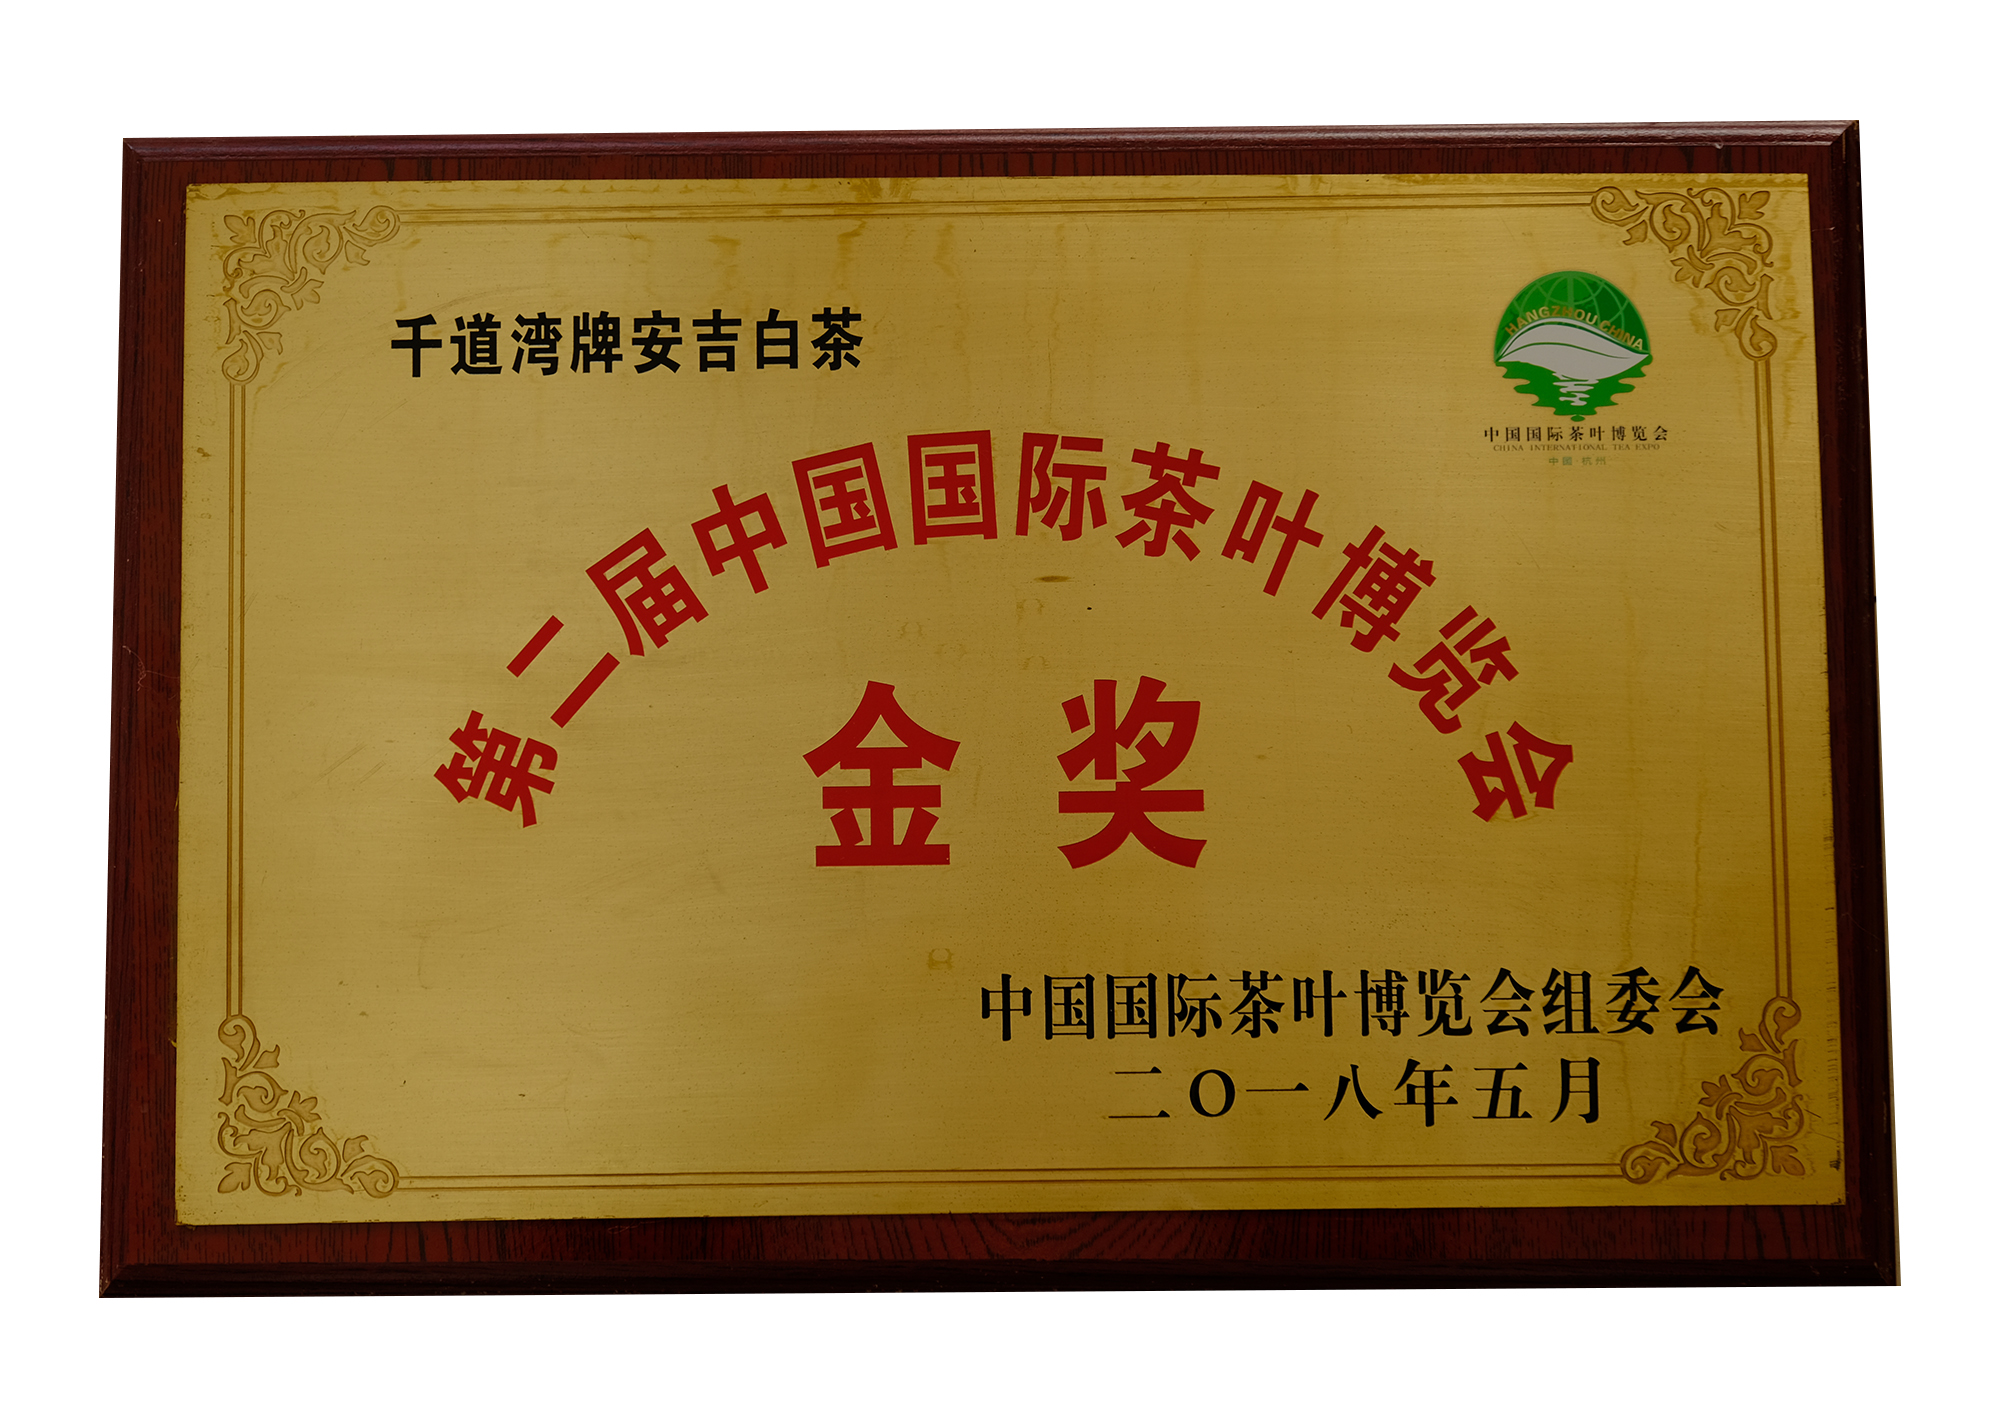 千道湾牌安吉白茶
HANGZHOU CHINA
中国国际茶叶博览会
CHINA INTERNATIONAL TEA EXPO
中国·杭州
第二届中国国际茶叶博览会
金奖
中国国际茶叶博览会组委会
二〇一八年五月